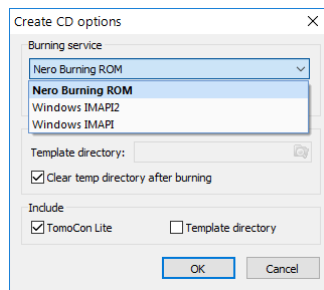 Create CD options
Burning service
Nero Burning ROM
Nero Burning ROM
Windows IMAPI2
Windows IMAPI
Template directory:
Clear temp directory after burning
Include
TomoCon Lite
Template directory
OK
Cancel